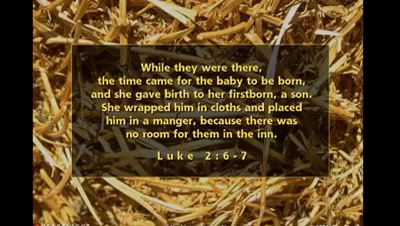 While they were there,
the time came for the baby to be born,
and she gave birth to her firstborn, a son.
She wrapped him in cloths and placed
him in a manger, because there was
no room for them in the inn.
Luke 2:6-7